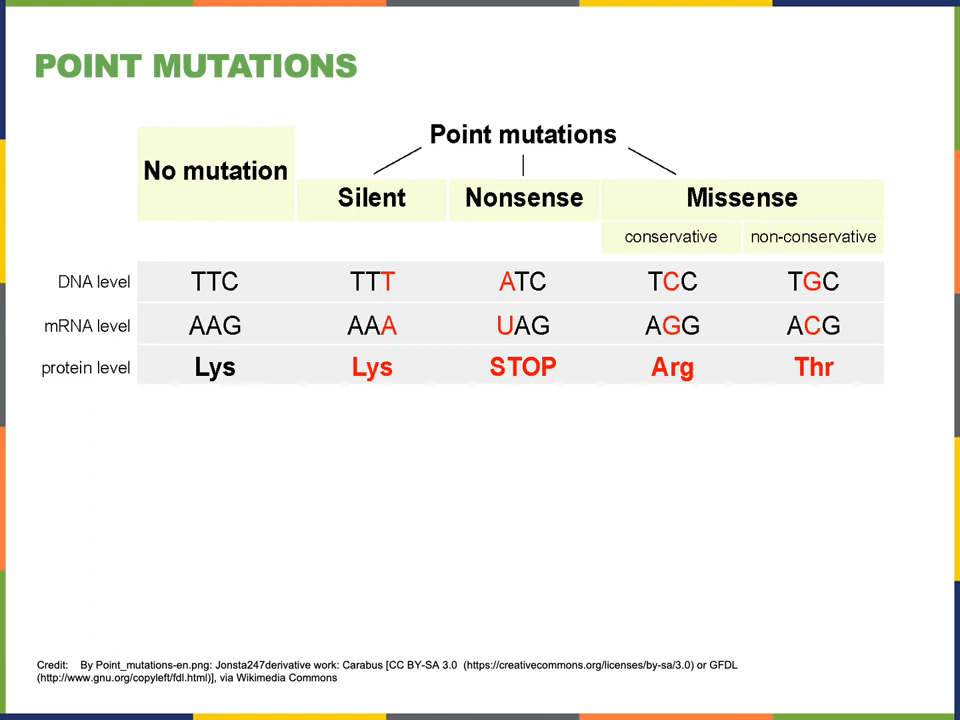 POINT MUTATIONS
Point mutations
No mutation
Silent Nonsense Missense
conservative non-conservative
DNA level TTC TTT ATC TCC TGC
mRNA level AAG AAA UAG AGG ACG
protein level Lys Lys STOP Arg Thr
Credit: By Point_mutations-en.png: Jonsta247derivative work: Carabus [CC BY-SA 3.0 (https://creativecommons.org/licenses/by-sa/3.0) or GFDL
(http://www.gnu.org/copyleft/fdl.html)], via Wikimedia Commons